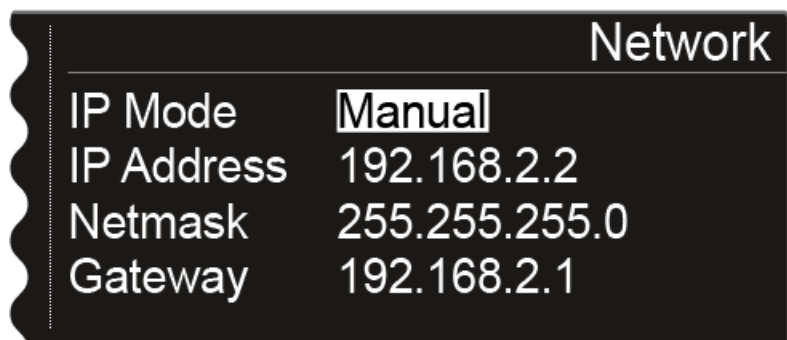 Network
IP Mode Manual
IP Address 192.168.2.2
Netmask 255.255.255.0
Gateway 192.168.2.1